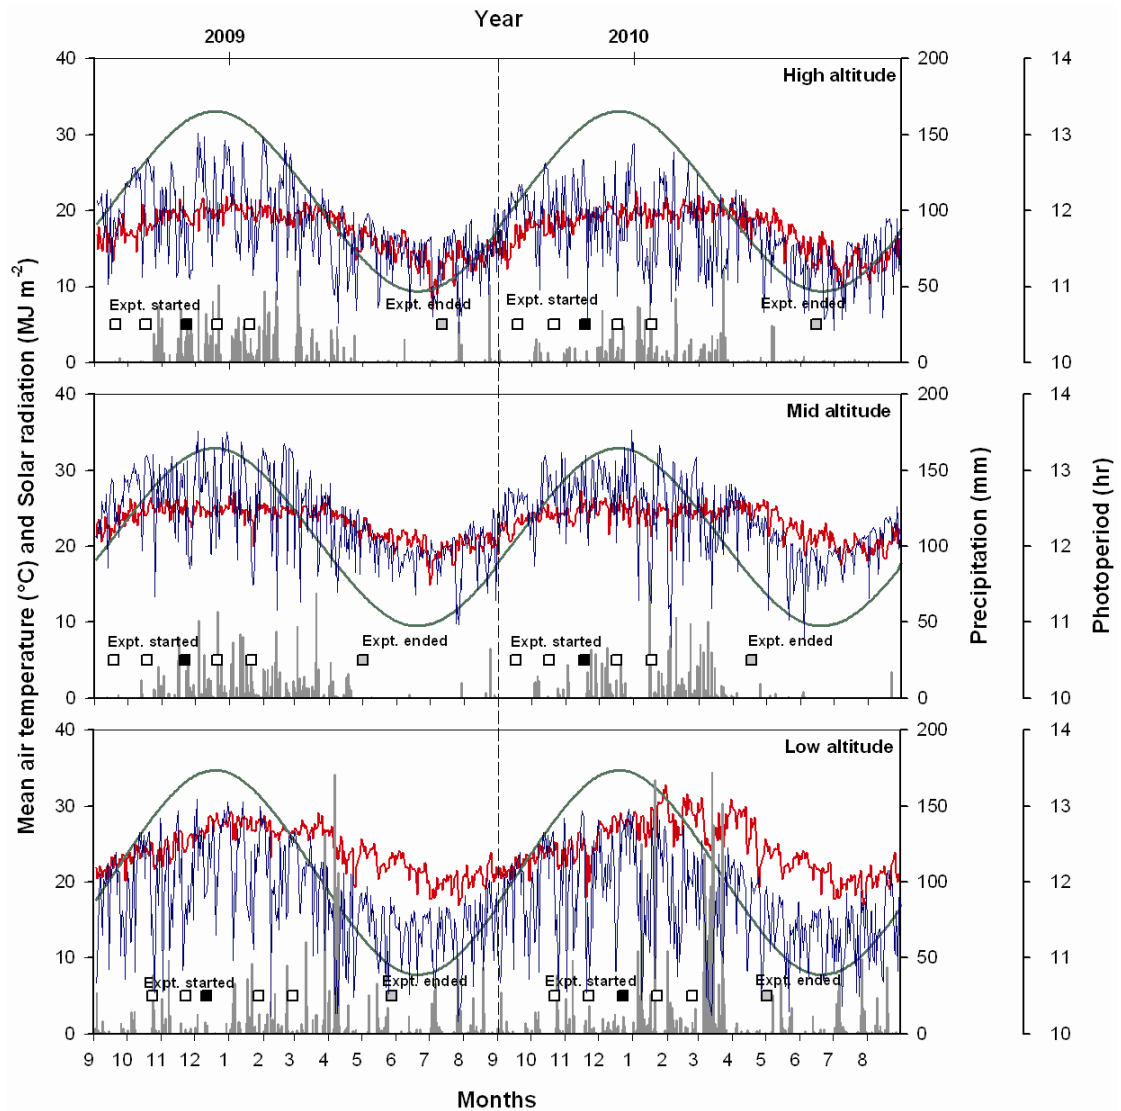 Year
2009 2010
40 200 14
High altitude
30 150 13
20 100 12
10 50 11
Expt. started Expt. ended Expt. started Expt. ended
0 0 10
40 200 14
Mid altitude
30 150 13
20 100 12
10 50 11
Expt. started Expt. ended Expt. started Expt. ended
0 0 10
40 200 14
Low altitude
30 150 13
20 100 12
10 50 11
Expt. started Expt. ended Expt. started Expt. ended
0 0 10
9 10 11 12 1 2 3 4 5 6 7 8 9 10 11 12 1 2 3 4 5 6 7 8
Months
Mean air temperature (°C) and Solar radiation (MJ m⁻²)
Precipitation (mm)
Photoperiod (hr)